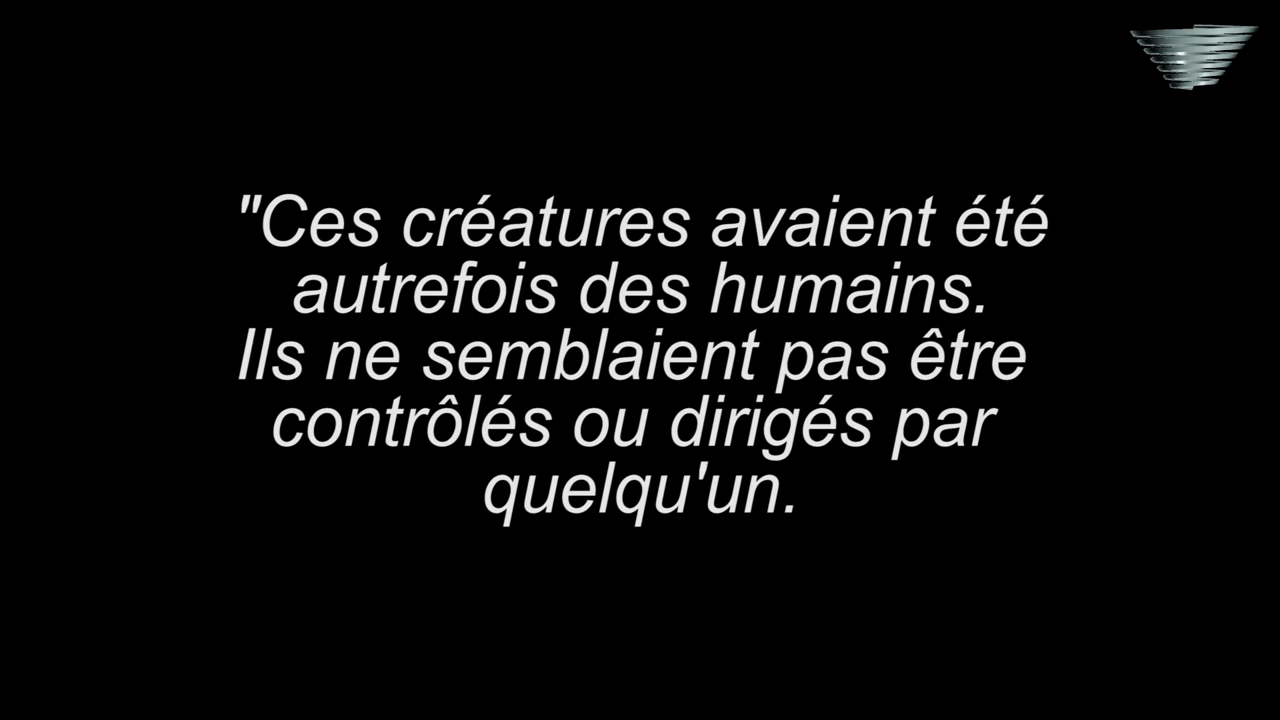 "Ces créatures avaient été
autrefois des humains.
Ils ne semblaient pas être
contrôlés ou dirigés par
quelqu'un.